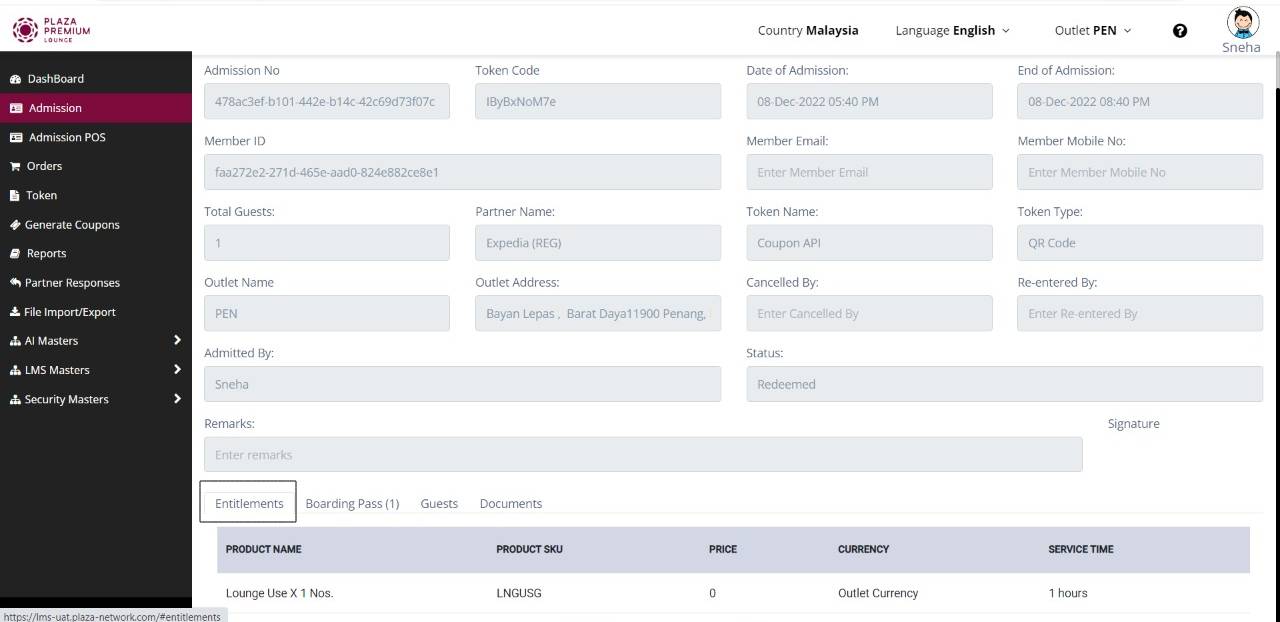 PLAZA
PREMIUM
LOUNGE
Country Malaysia
Language English
Outlet PEN
Sneha
DashBoard
Admission
Admission POS
Orders
Token
Generate Coupons
Reports
Partner Responses
File Import/Export
AI Masters
LMS Masters
Security Masters
Admission No
Token Code
Date of Admission:
End of Admission:
478ac3ef-b101-442e-b14c-42c69d73f07c
IByBxNoM7e
08-Dec-2022 05:40 PM
08-Dec-2022 08:40 PM
Member ID
Member Email:
Member Mobile No:
faa272e2-271d-465e-aad0-824e882ce8e1
Enter Member Email
Enter Member Mobile No
Total Guests:
Partner Name:
Token Name:
Token Type:
1
Expedia (REG)
Coupon API
QR Code
Outlet Name
Outlet Address:
Cancelled By:
Re-entered By:
PEN
Bayan Lepas , Barat Daya11900 Penang,
Enter Cancelled By
Enter Re-entered By
Admitted By:
Status:
Sneha
Redeemed
Remarks:
Signature
Enter remarks
Entitlements
Boarding Pass (1)
Guests
Documents
PRODUCT NAME
PRODUCT SKU
PRICE
CURRENCY
SERVICE TIME
Lounge Use X 1 Nos.
LNGUSG
0
Outlet Currency
1 hours
https://lms-uat.plaza-network.com/#entitlements